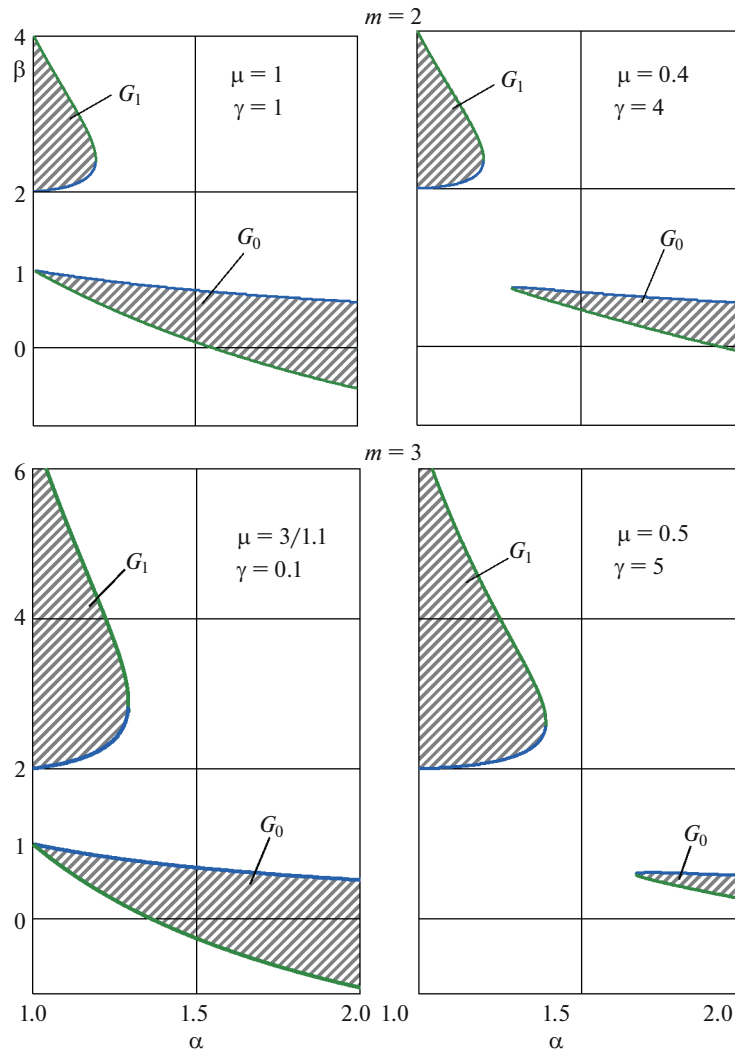 m = 2
4
β
G₁
μ = 1
γ = 1
2
G₀
1
0
G₁
μ = 0.4
γ = 4
G₀
m = 3
6
G₁
μ = 3/1.1
γ = 0.1
4
2
G₀
1
0
1.0
1.5
2.0
α
G₁
μ = 0.5
γ = 5
G₀
1.0
1.5
2.0
α